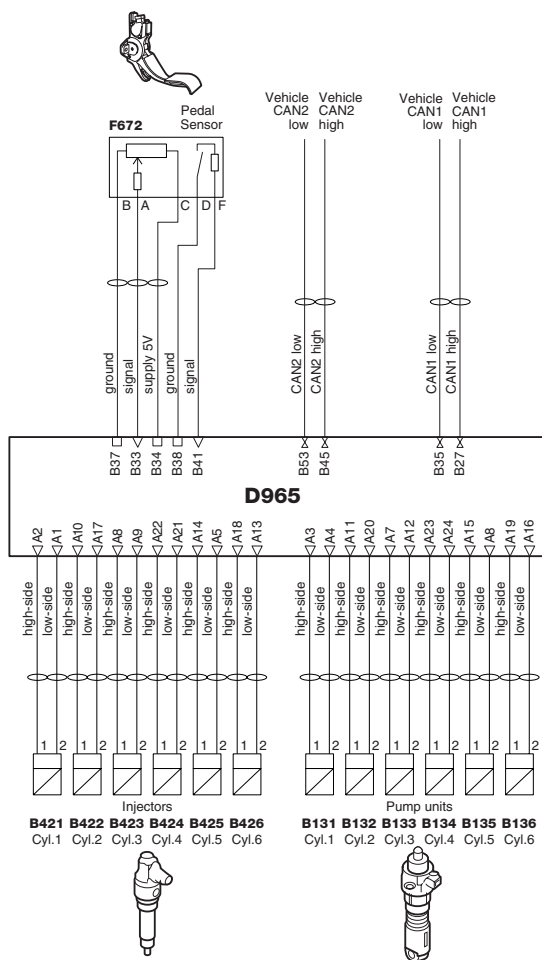 Vehicle Vehicle Vehicle Vehicle
CAN2 CAN2 CAN1 CAN1
low high low high
Pedal
F672 Sensor
B A C D F
ground
signal
supply 5V
ground
signal
CAN2 low
CAN2 high
CAN1 low
CAN1 high
B37 B33 B34 B38 B41 B53 B45 B35 B27
D965
A2 A1 A10 A17 A8 A9 A22 A21 A14 A5 A18 A13 A3 A4 A11 A20 A7 A12 A23 A24 A15 A8 A19 A16
high-side low-side high-side low-side high-side low-side high-side low-side high-side low-side high-side low-side high-side low-side high-side low-side high-side low-side high-side low-side high-side low-side high-side low-side
1 2 1 2 1 2 1 2 1 2 1 2 1 2 1 2 1 2 1 2 1 2 1 2
Injectors Pump units
B421 B422 B423 B424 B425 B426 B131 B132 B133 B134 B135 B136
Cyl.1 Cyl.2 Cyl.3 Cyl.4 Cyl.5 Cyl.6 Cyl.1 Cyl.2 Cyl.3 Cyl.4 Cyl.5 Cyl.6